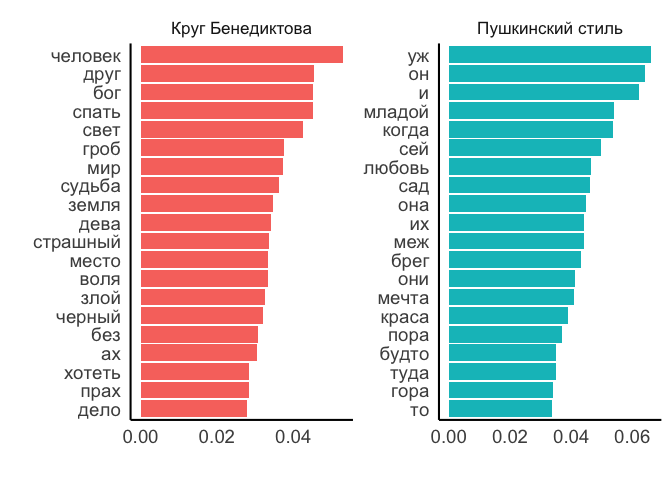 Круг Бенедиктова
человек
друг
бог
спать
свет
гроб
мир
судьба
земля
дева
страшный
место
воля
злой
черный
без
ах
хотеть
прах
дело
0.00 0.02 0.04
Пушкинский стиль
уж
он
и
младой
когда
сей
любовь
сад
она
их
меж
брег
они
мечта
краса
пора
будто
туда
гора
то
0.00 0.02 0.04 0.06